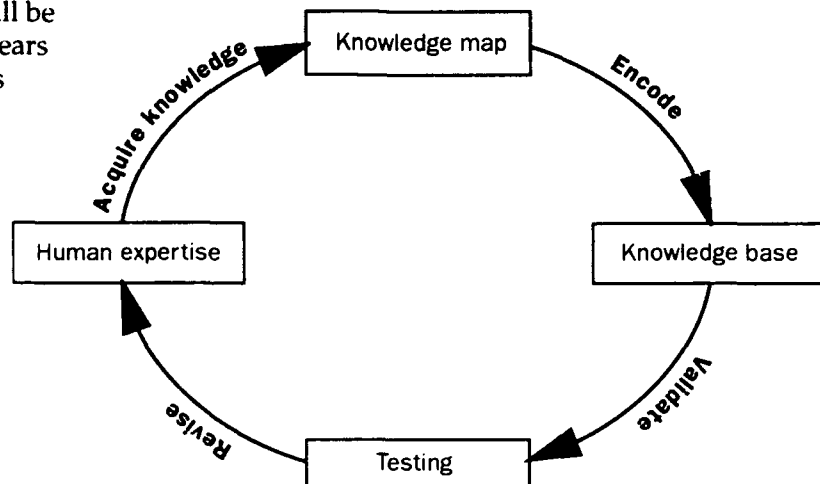 ll be
ears
s
Knowledge map
Acquire knowledge
Encode
Human expertise
Knowledge base
Validate
Revise
Testing